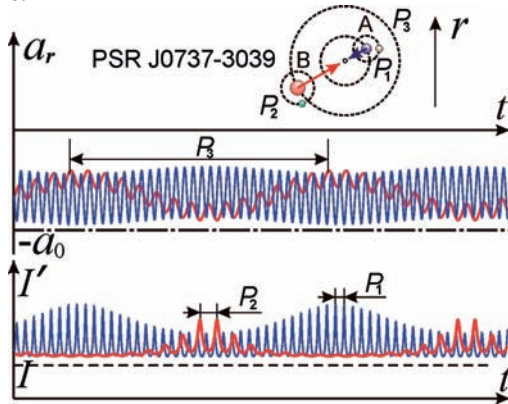 a_r
PSR J0737-3039
A
B
P_3
P_1
P_2
r
t
P_3
-a_0
I'
P_2
P_1
I
t